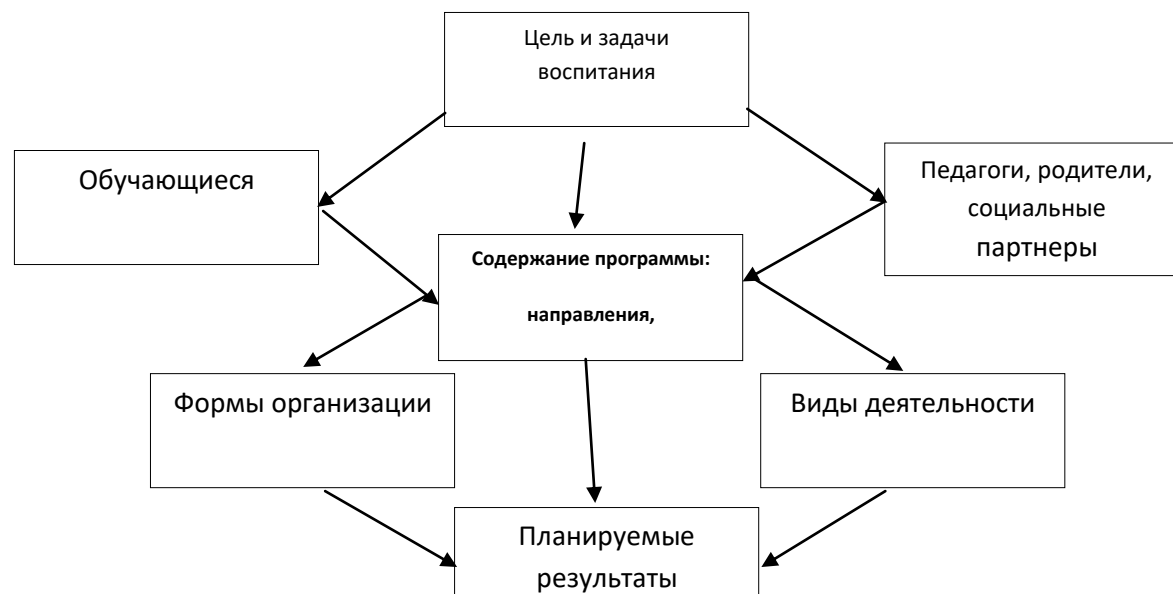 Цель и задачи
воспитания
Обучающиеся
Педагоги, родители,
социальные
партнеры
Содержание программы:
направления,
Формы организации
Виды деятельности
Планируемые
результаты